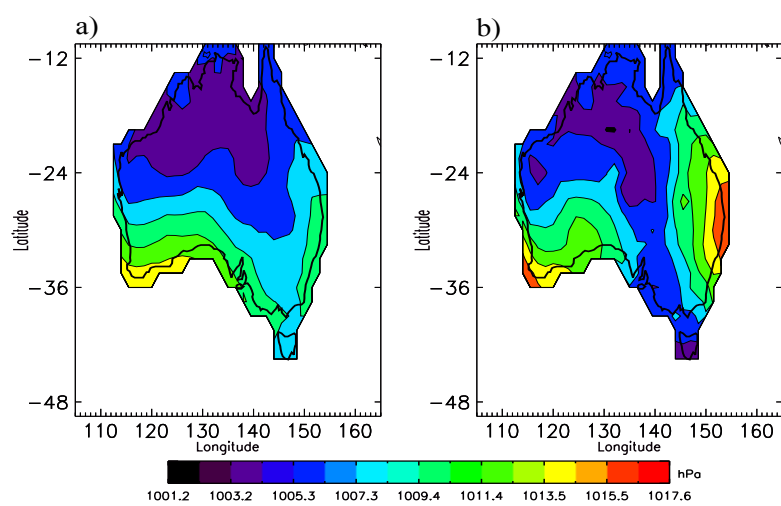 a) b)
−12 −12
−24 −24
−36 −36
−48 −48
Latitude Latitude
110 120 130 140 150 160 110 120 130 140 150 160
Longitude Longitude
hPa
1001.2 1003.2 1005.3 1007.3 1009.4 1011.4 1013.5 1015.5 1017.6